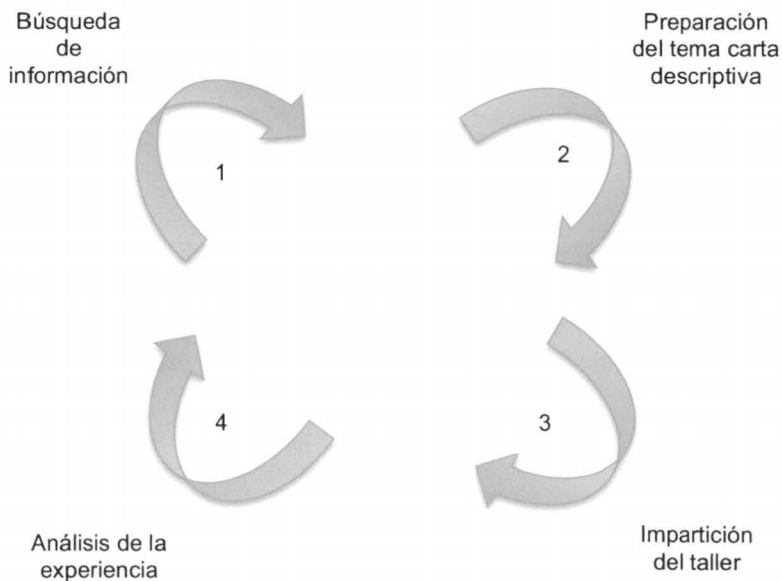 Búsqueda
de
información
1
Preparación
del tema carta
descriptiva
2
Impartición
del taller
3
Análisis de la
experiencia
4